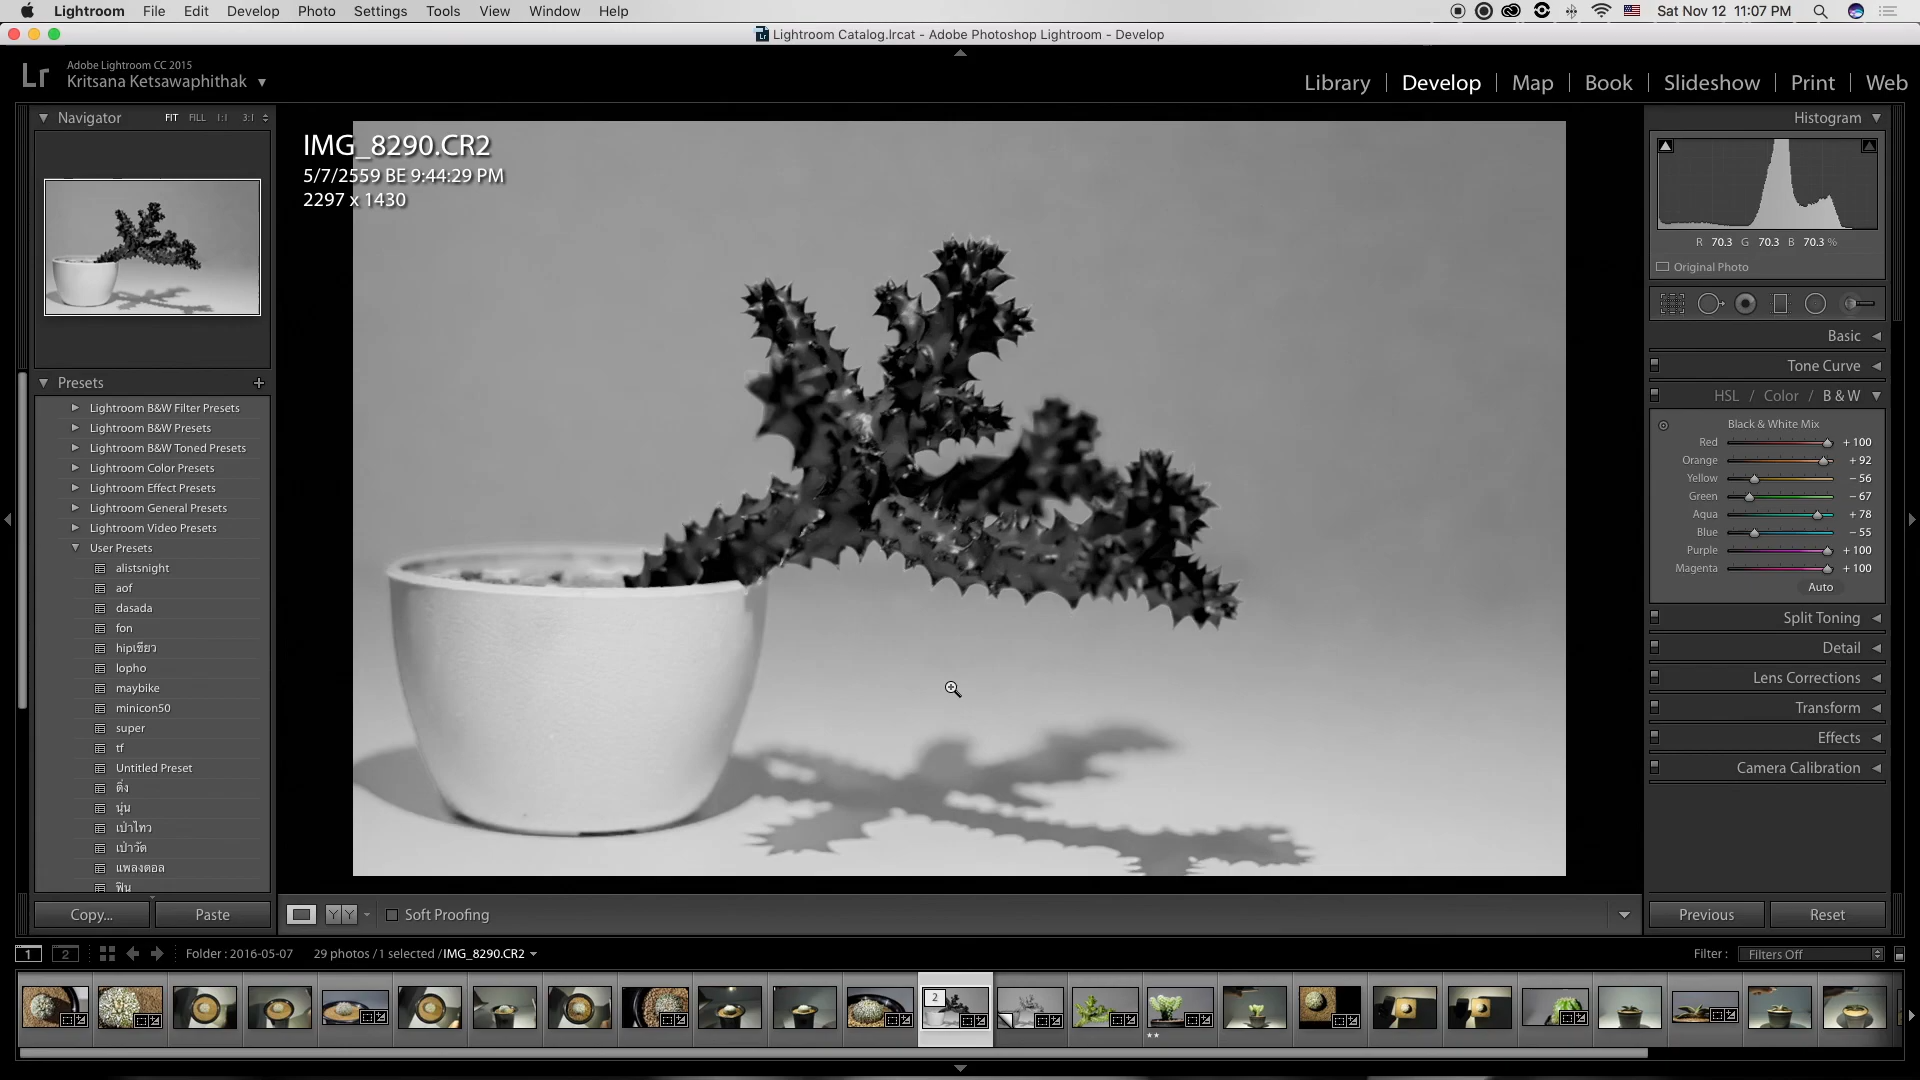 Lightroom File Edit Develop Photo Settings Tools View Window Help Sat Nov 12 11:07 PM
Lightroom Catalog.lrcat - Adobe Photoshop Lightroom - Develop
Lr Adobe Lightroom CC 2015
Kritsana Ketsawaphithak
Library Develop Map Book Slideshow Print Web
Navigator FIT FILL 1:1 3:1
IMG_8290.CR2
5/7/2559 BE 9:44:29 PM
2297 x 1430
Presets
Lightroom B&W Filter Presets
Lightroom B&W Presets
Lightroom B&W Toned Presets
Lightroom Color Presets
Lightroom Effect Presets
Lightroom General Presets
Lightroom Video Presets
User Presets
alistsnight
aof
dasada
fon
hipเขียว
lopho
maybike
minicon50
super
tf
Untitled Preset
ติ่ง
นุ่น
เป่าไทว
เป่าวัด
แพลงตอล
ฟิน
Copy... Paste
Histogram
R 70.3 G 70.3 B 70.3 %
Original Photo
Basic
Tone Curve
HSL / Color / B & W
Black & White Mix
Red + 100
Orange + 92
Yellow - 56
Green - 67
Aqua + 78
Blue - 55
Purple + 100
Magenta + 100
Auto
Split Toning
Detail
Lens Corrections
Transform
Effects
Camera Calibration
Previous Reset
YY Soft Proofing
1 2 Folder : 2016-05-07 29 photos / 1 selected / IMG_8290.CR2 Filter : Filters Off
2